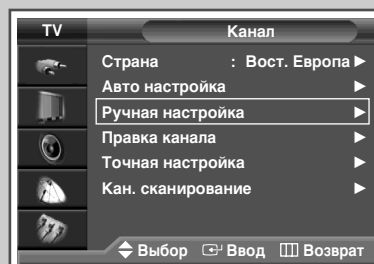 TV
Канал
Страна : Вост. Европа
Авто настройка
Ручная настройка
Правка канала
Точная настройка
Кан. сканирование
Выбор Ввод Возврат